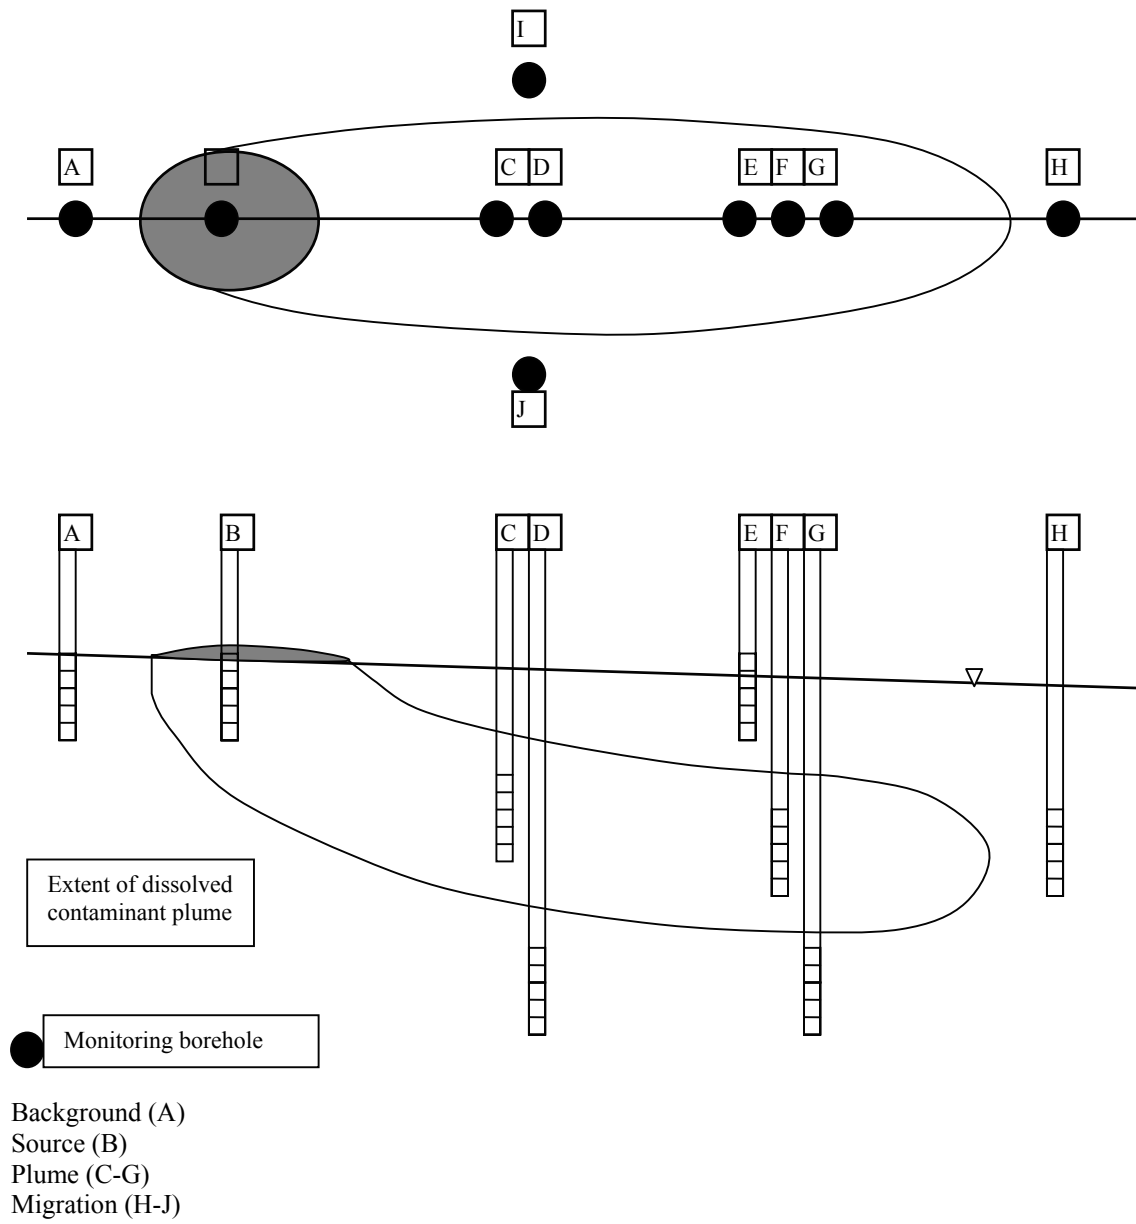 I
A
C D
E F G
H
J
A
B
C D
E F G
H
Extent of dissolved
contaminant plume
Monitoring borehole
Background (A)
Source (B)
Plume (C-G)
Migration (H-J)